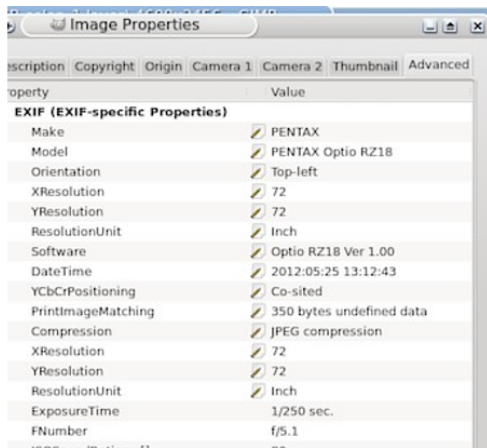 Image Properties
escription Copyright Origin Camera 1 Camera 2 Thumbnail Advanced
roperty Value
EXIF (EXIF-specific Properties)
Make PENTAX
Model PENTAX Optio RZ18
Orientation Top-left
XResolution 72
YResolution 72
ResolutionUnit Inch
Software Optio RZ18 Ver 1.00
DateTime 2012:05:25 13:12:43
YCbCrPositioning Co-sited
PrintImageMatching 350 bytes undefined data
Compression JPEG compression
XResolution 72
YResolution 72
ResolutionUnit Inch
ExposureTime 1/250 sec.
FNumber f/5.1